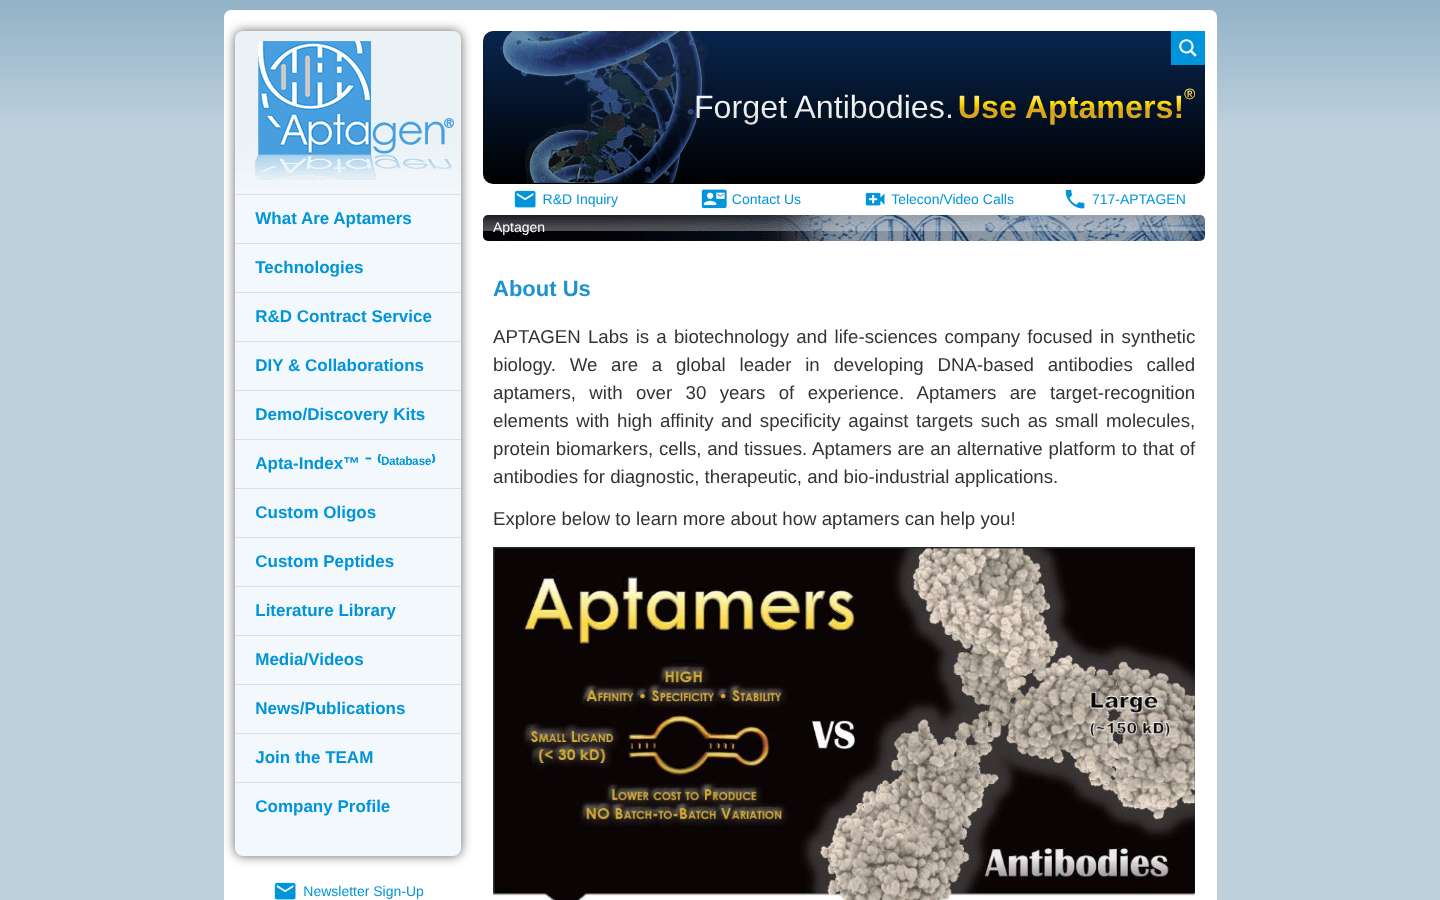 Aptagen®
What Are Aptamers
Technologies
R&D Contract Service
DIY & Collaborations
Demo/Discovery Kits
Apta-Index™ – (Database)
Custom Oligos
Custom Peptides
Literature Library
Media/Videos
News/Publications
Join the TEAM
Company Profile
Newsletter Sign-Up
Forget Antibodies. Use Aptamers!®
R&D Inquiry
Contact Us
Telecon/Video Calls
717-APTAGEN
Aptagen
About Us
APTAGEN Labs is a biotechnology and life-sciences company focused in synthetic
biology. We are a global leader in developing DNA-based antibodies called
aptamers, with over 30 years of experience. Aptamers are target-recognition
elements with high affinity and specificity against targets such as small molecules,
protein biomarkers, cells, and tissues. Aptamers are an alternative platform to that of
antibodies for diagnostic, therapeutic, and bio-industrial applications.
Explore below to learn more about how aptamers can help you!
Aptamers
HIGH
Affinity • Specificity • Stability
Small Ligand
(< 30 kD)
Lower cost to Produce
NO Batch-to-Batch Variation
VS
Large
(~150 kD)
Antibodies